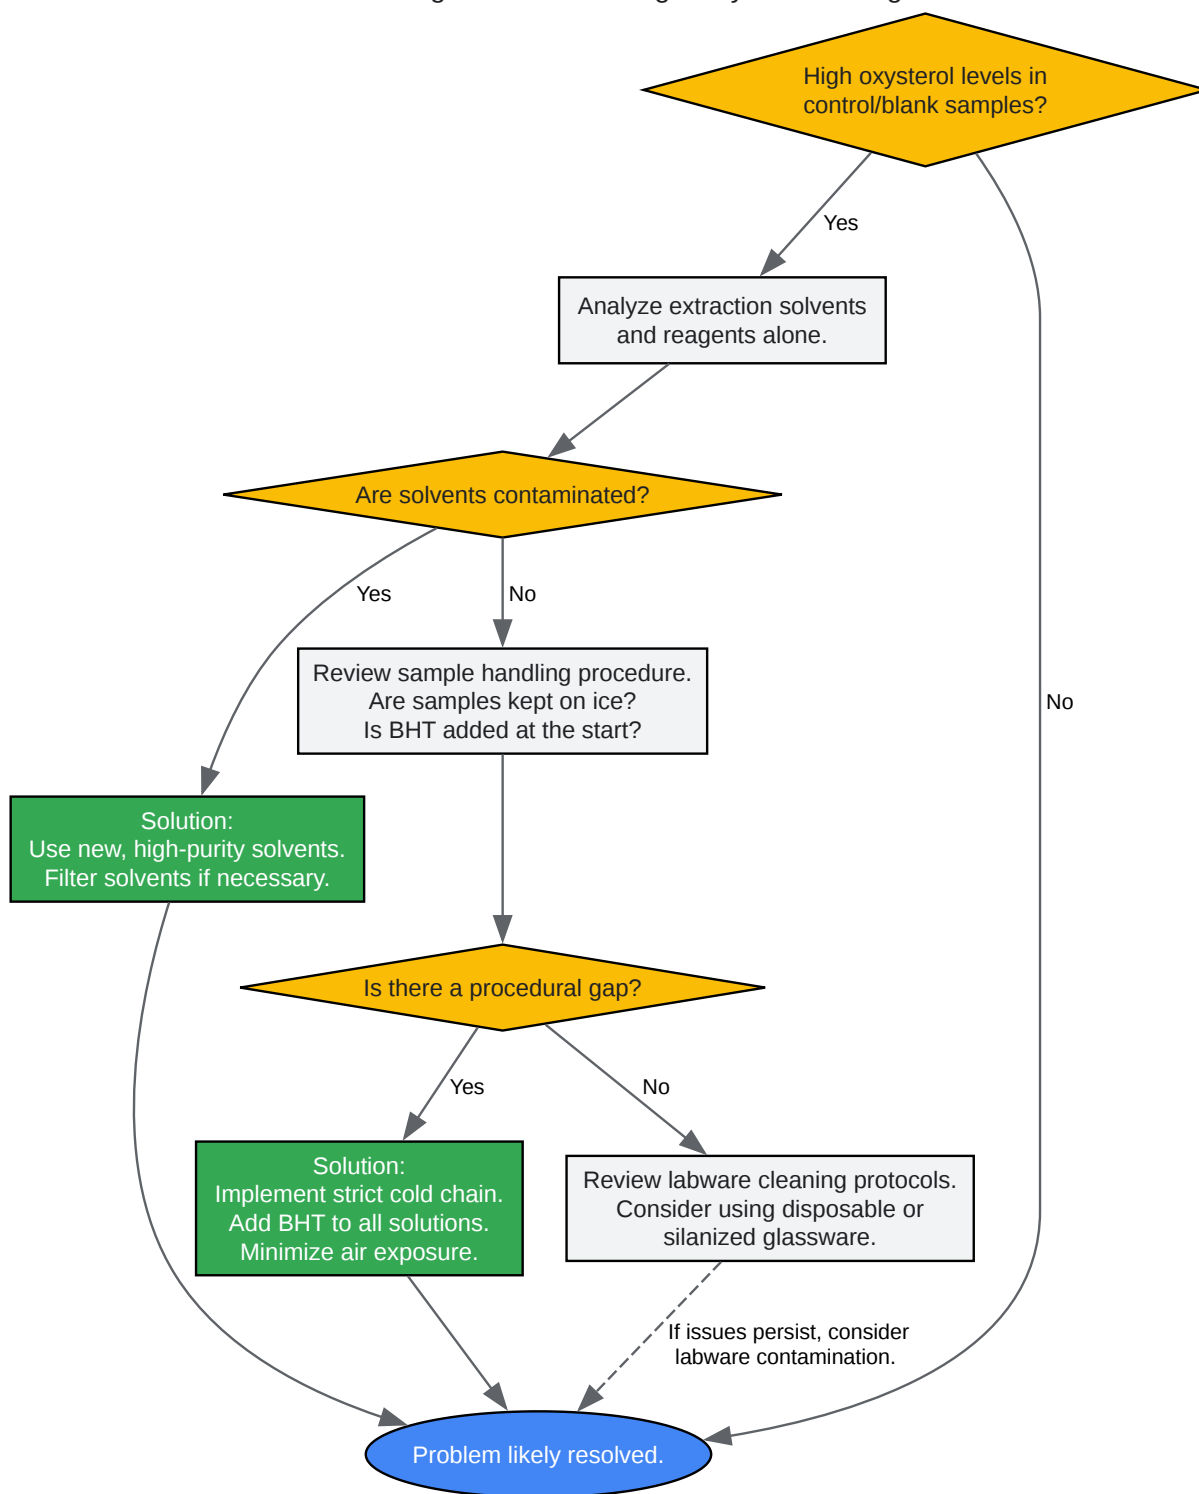 High oxysterol levels in
control/blank samples?
Yes
Analyze extraction solvents
and reagents alone.
Are solvents contaminated?
Yes
No
Review sample handling procedure.
Are samples kept on ice?
Is BHT added at the start?
No
Solution:
Use new, high-purity solvents.
Filter solvents if necessary.
Is there a procedural gap?
Yes
No
Solution:
Implement strict cold chain.
Add BHT to all solutions.
Minimize air exposure.
Review labware cleaning protocols.
Consider using disposable or
silanized glassware.
If issues persist, consider
labware contamination.
Problem likely resolved.